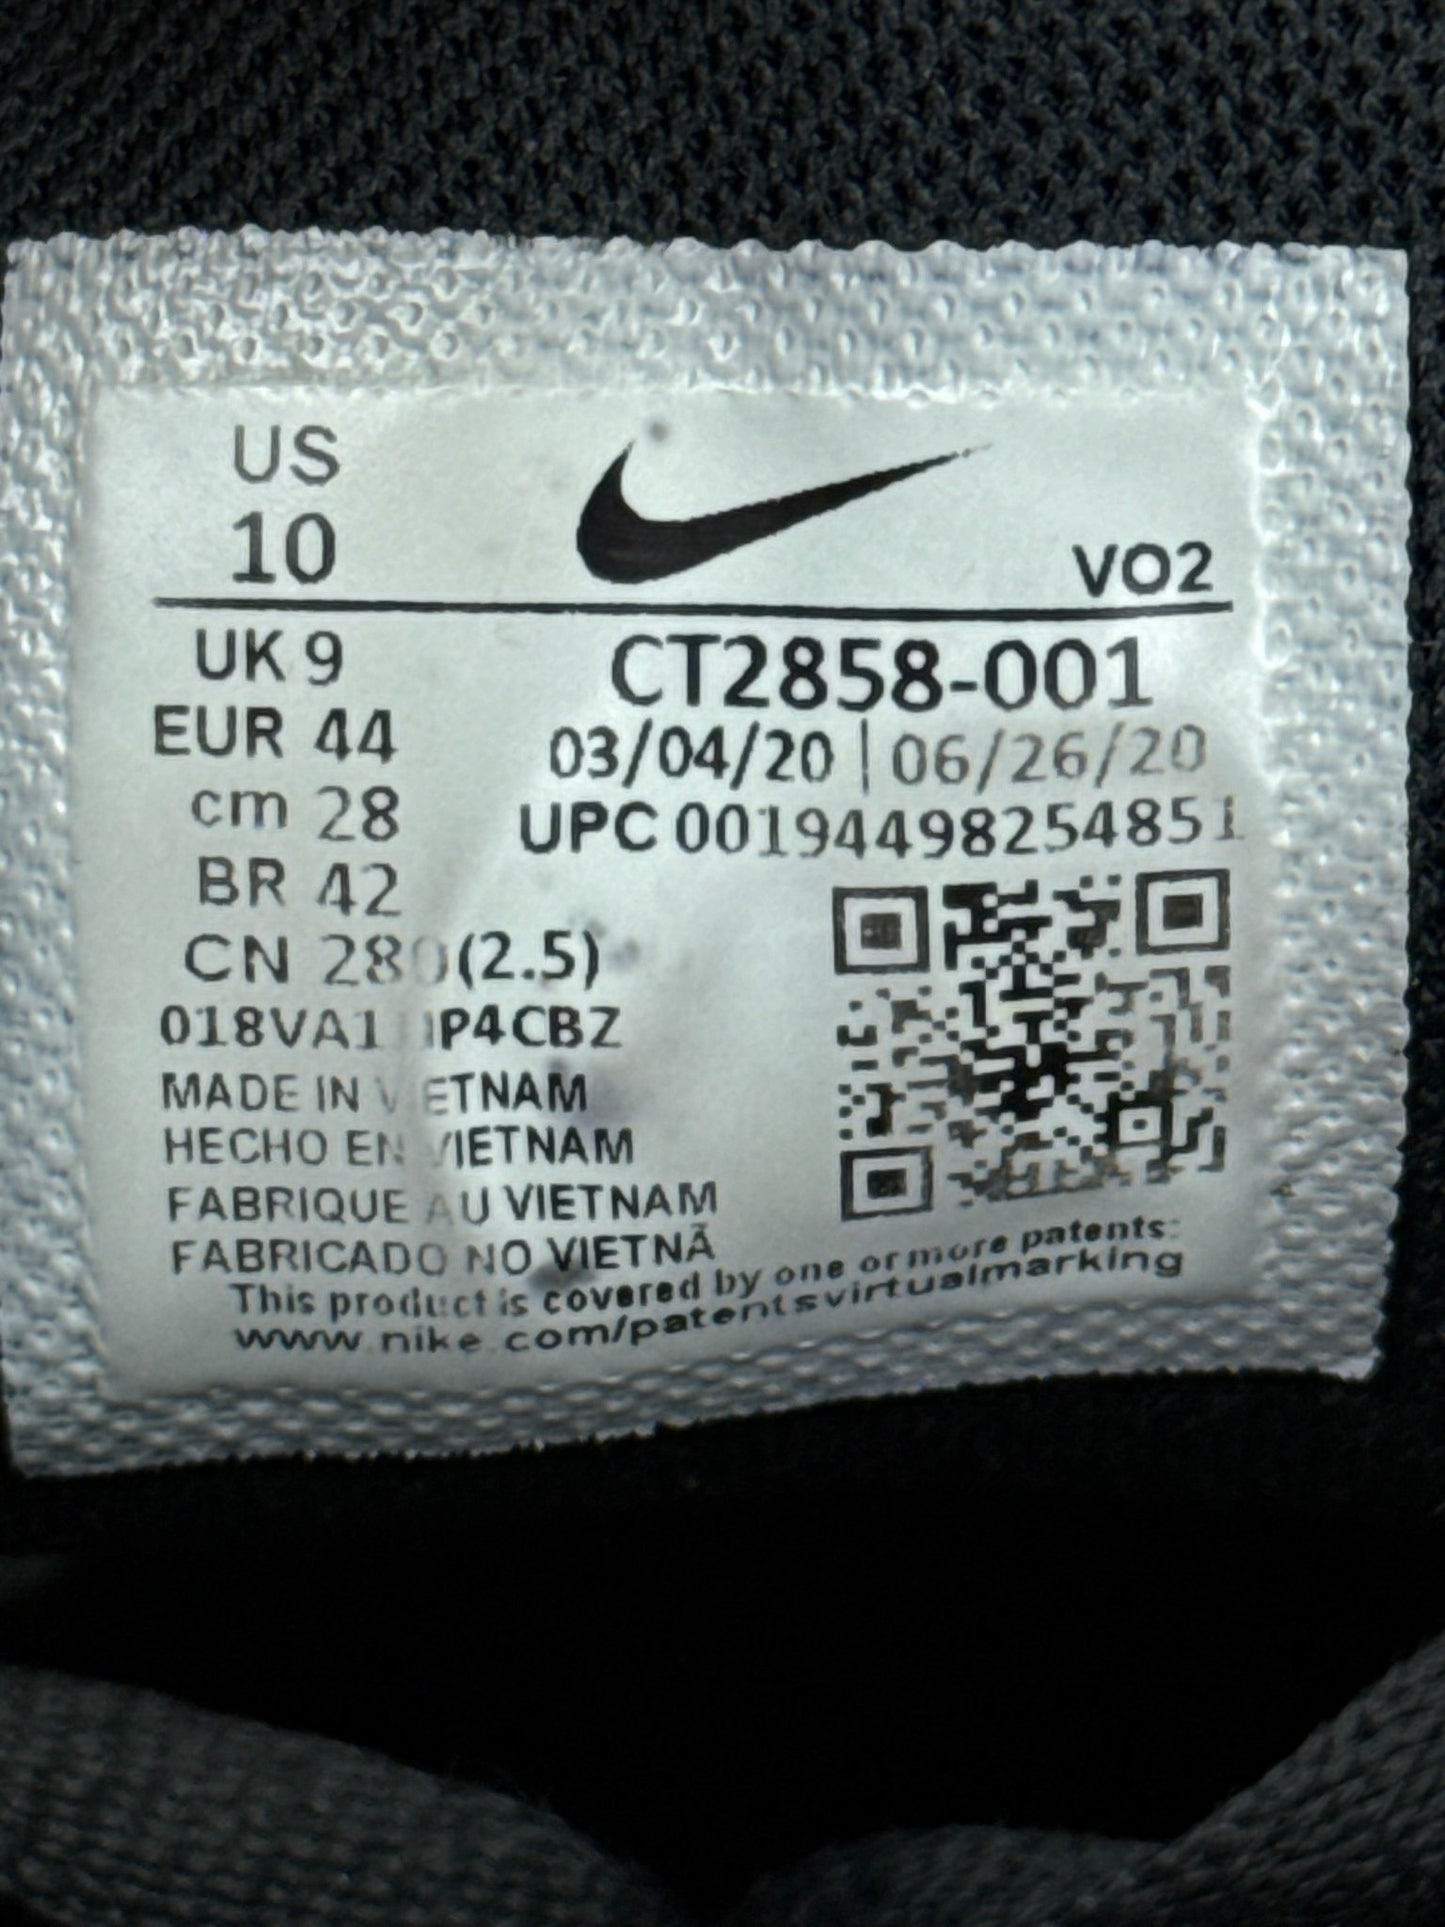 US
10
VO2
UK 9
EUR 44
cm 28
BR 42
CN 280(2.5)
CT2858-001
03/04/20 | 06/26/20
UPC 00194498254851
MADE IN VIETNAM
HECHO EN VIETNAM
FABRIQUE AU VIETNAM
FABRICADO NO VIETNÃ
This product is covered by one or more patents:
www.nike.com/patentsvirtualmarking